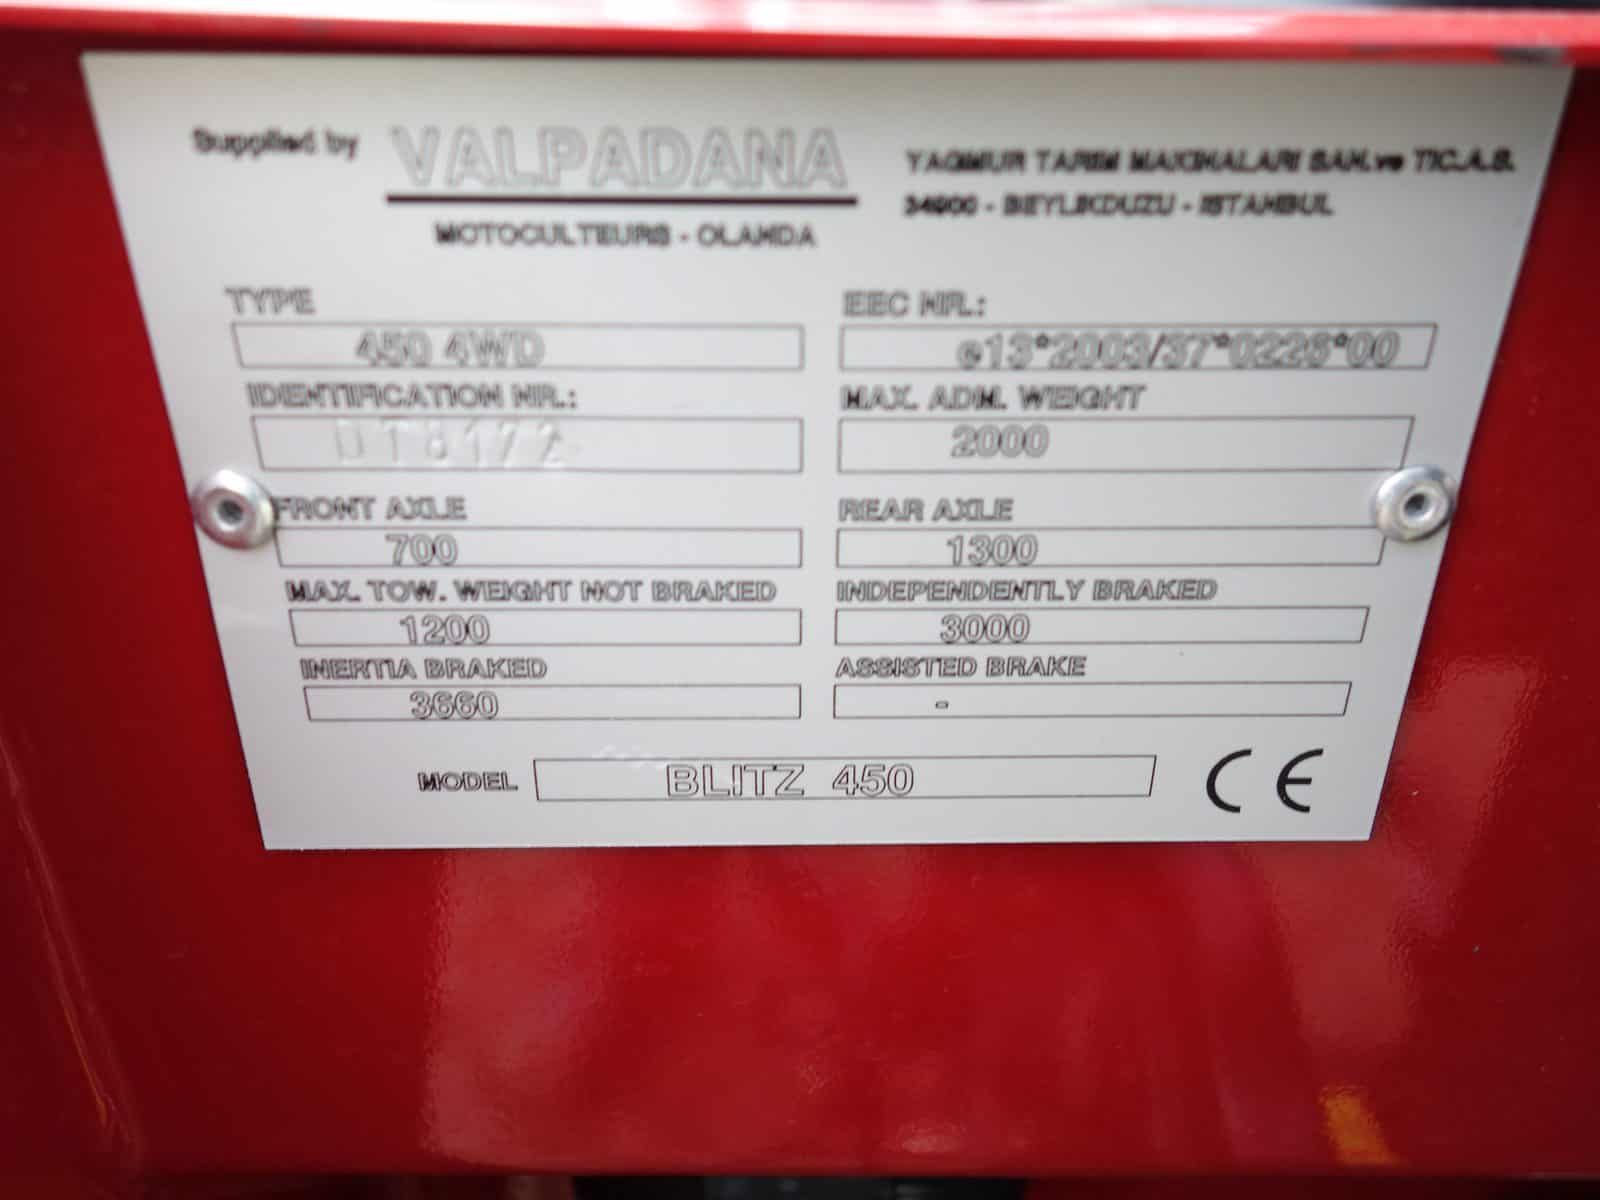 Supplied by VALPADANA
MOTOCULTEURS - OLANDA
YAGMUR TARIM MAKINALARI SAN.ve TIC.A.S.
34900 - BEYLIKDUZU - ISTANBUL
TYPE
450 4WD
EEC NR.:
e13*2003/37*0226*00
IDENTIFICATION NR.:
MAX. ADM. WEIGHT
2000
FRONT AXLE
700
REAR AXLE
1300
MAX. TOW. WEIGHT NOT BRAKED
1200
INDEPENDENTLY BRAKED
3000
INERTIA BRAKED
3660
ASSISTED BRAKE
-
MODEL BLITZ 450
CE